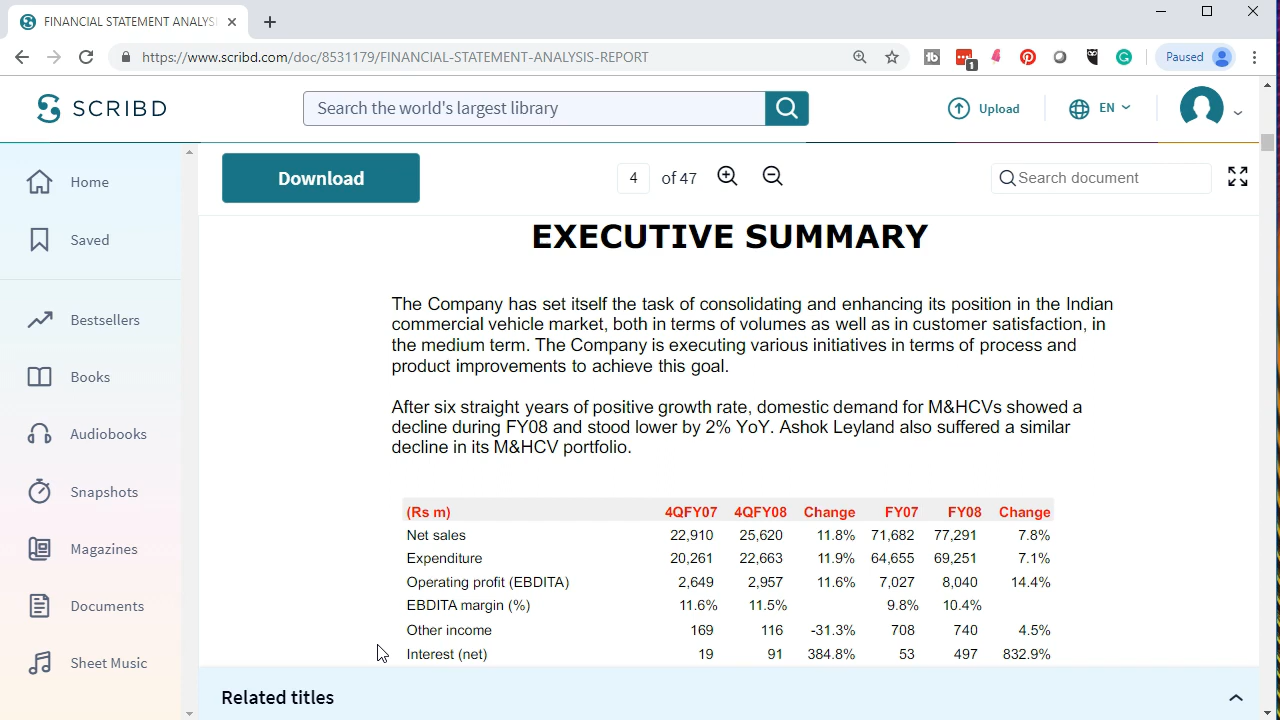 FINANCIAL STATEMENT ANALYS
https://www.scribd.com/doc/8531179/FINANCIAL-STATEMENT-ANALYSIS-REPORT
1
Paused
SCRIBD
Search the world's largest library
Upload
EN
Download
4 of 47
Search document
Home
Saved
Bestsellers
Books
Audiobooks
Snapshots
Magazines
Documents
Sheet Music
EXECUTIVE SUMMARY
The Company has set itself the task of consolidating and enhancing its position in the Indian
commercial vehicle market, both in terms of volumes as well as in customer satisfaction, in
the medium term. The Company is executing various initiatives in terms of process and
product improvements to achieve this goal.
After six straight years of positive growth rate, domestic demand for M&HCVs showed a
decline during FY08 and stood lower by 2% YoY. Ashok Leyland also suffered a similar
decline in its M&HCV portfolio.
(Rs m) 4QFY07 4QFY08 Change FY07 FY08 Change
Net sales 22,910 25,620 11.8% 71,682 77,291 7.8%
Expenditure 20,261 22,663 11.9% 64,655 69,251 7.1%
Operating profit (EBDITA) 2,649 2,957 11.6% 7,027 8,040 14.4%
EBDITA margin (%) 11.6% 11.5% 9.8% 10.4%
Other income 169 116 -31.3% 708 740 4.5%
Interest (net) 19 91 384.8% 53 497 832.9%
Related titles